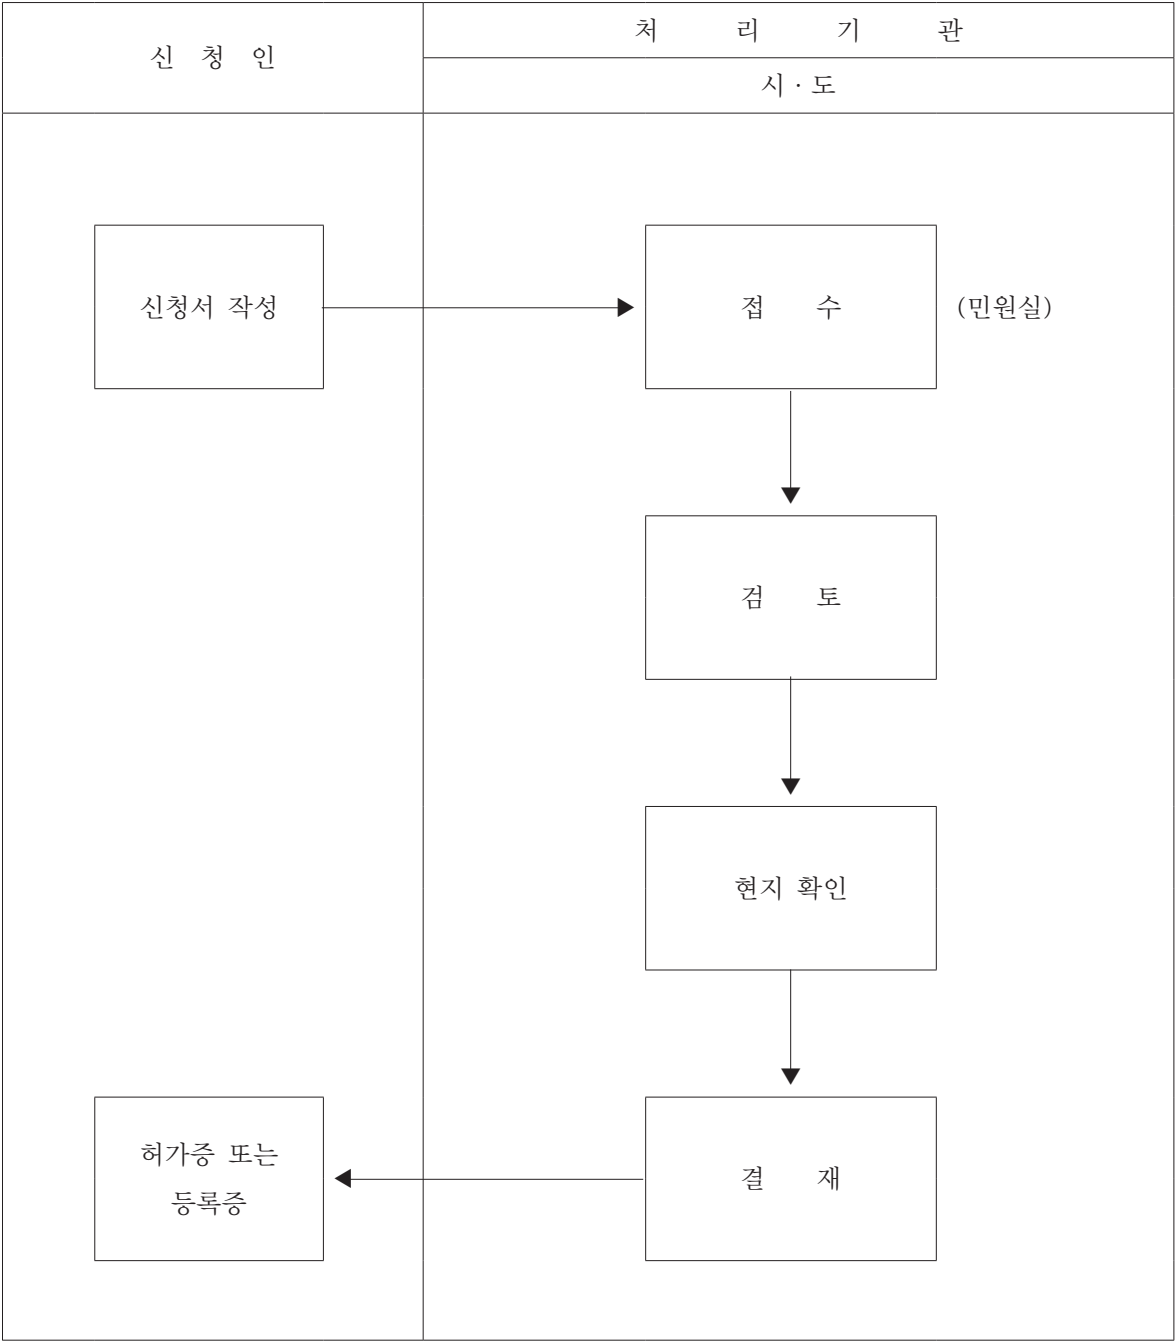 신 청 인
처 리 기 관
시 · 도
신청서 작성
접 수
(민원실)
검 토
현지 확인
결 재
허가증 또는
등록증